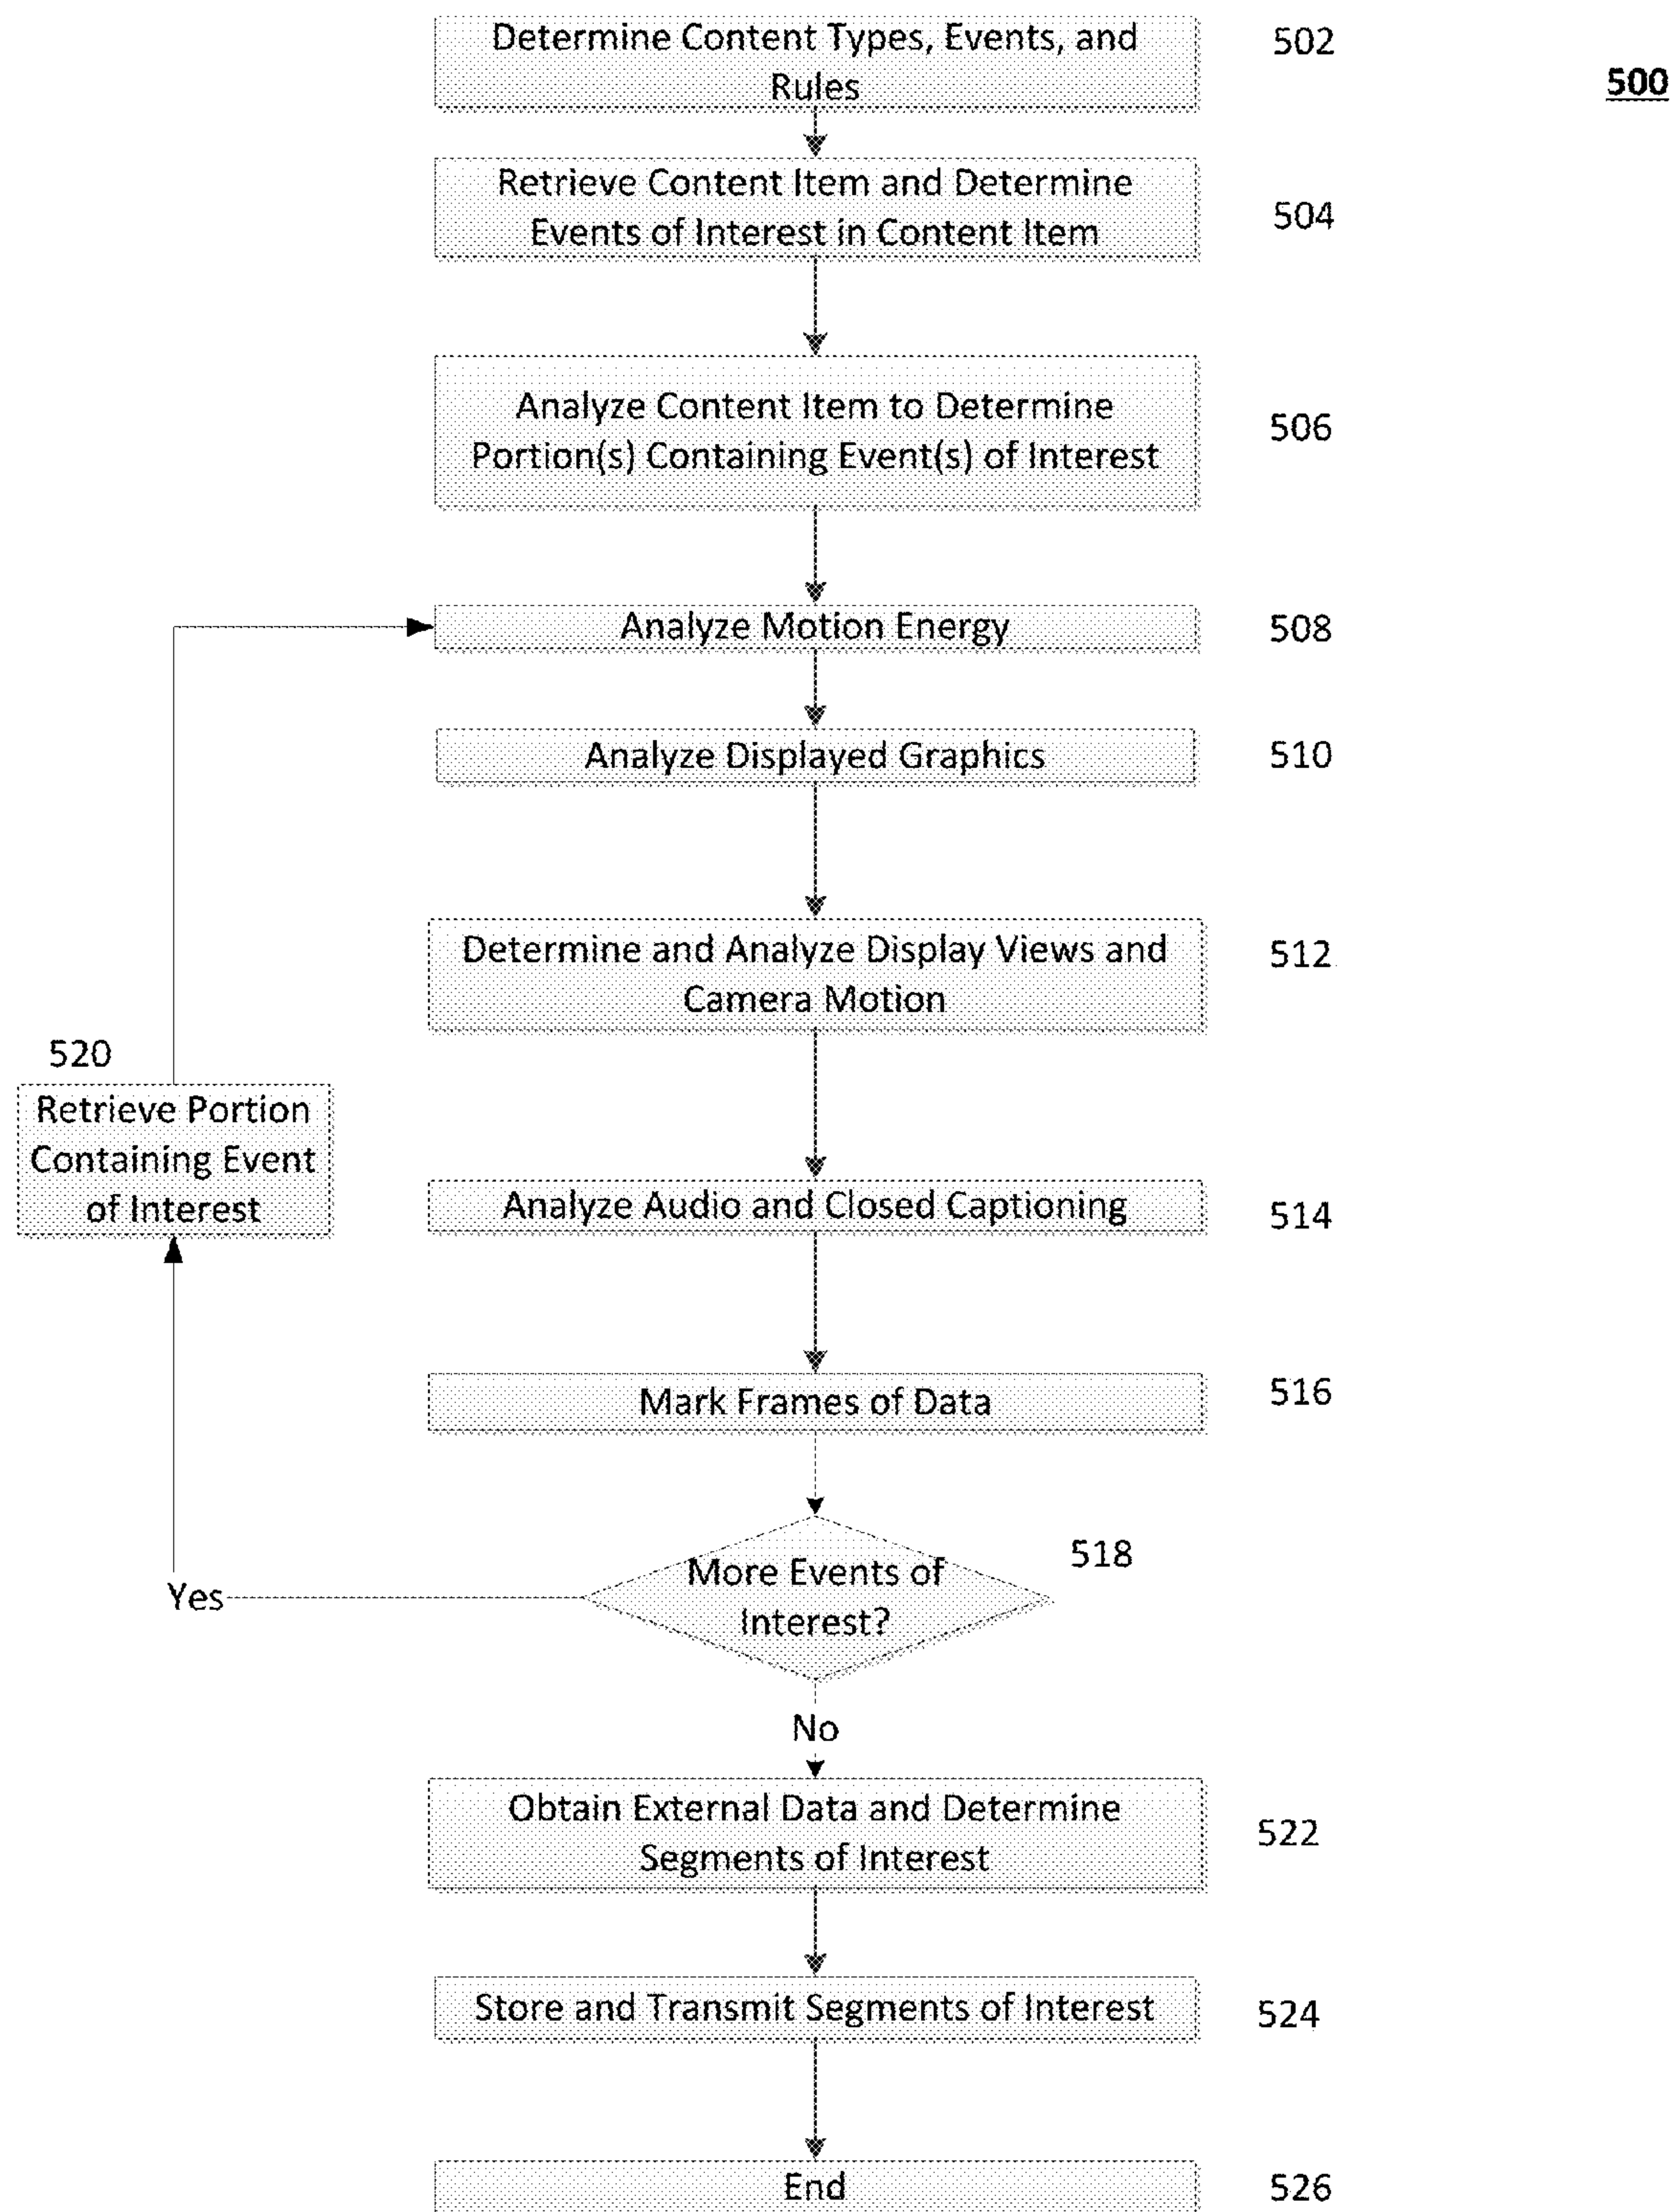 Determine Content Types, Events, and
Rules
502
500
Retrieve Content Item and Determine
Events of Interest in Content Item
504
Analyze Content Item to Determine
Portion(s) Containing Event(s) of Interest
506
Analyze Motion Energy
508
Analyze Displayed Graphics
510
Determine and Analyze Display Views and
Camera Motion
512
520
Retrieve Portion
Containing Event
of Interest
Analyze Audio and Closed Captioning
514
Mark Frames of Data
516
More Events of
Interest?
518
Yes
No
Obtain External Data and Determine
Segments of Interest
522
Store and Transmit Segments of Interest
524
End
526